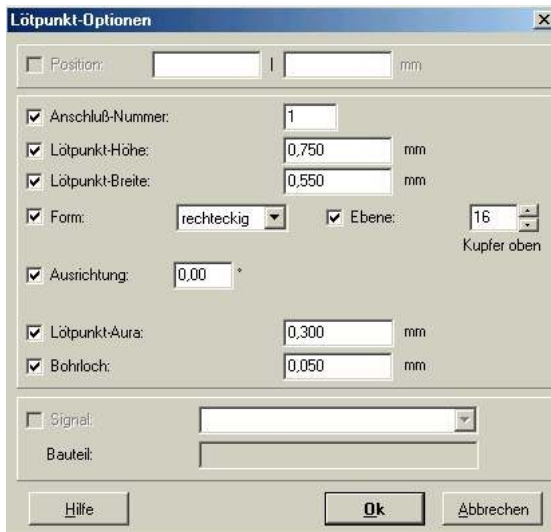 Lötpunkt-Optionen
Position: | mm
Anschluß-Nummer: 1
Lötpunkt-Höhe: 0,750 mm
Lötpunkt-Breite: 0,550 mm
Form: rechteckig Ebene: 16
Kupfer oben
Ausrichtung: 0,00 °
Lötpunkt-Aura: 0,300 mm
Bohrloch: 0,050 mm
Signal:
Bauteil:
Hilfe Ok Abbrechen